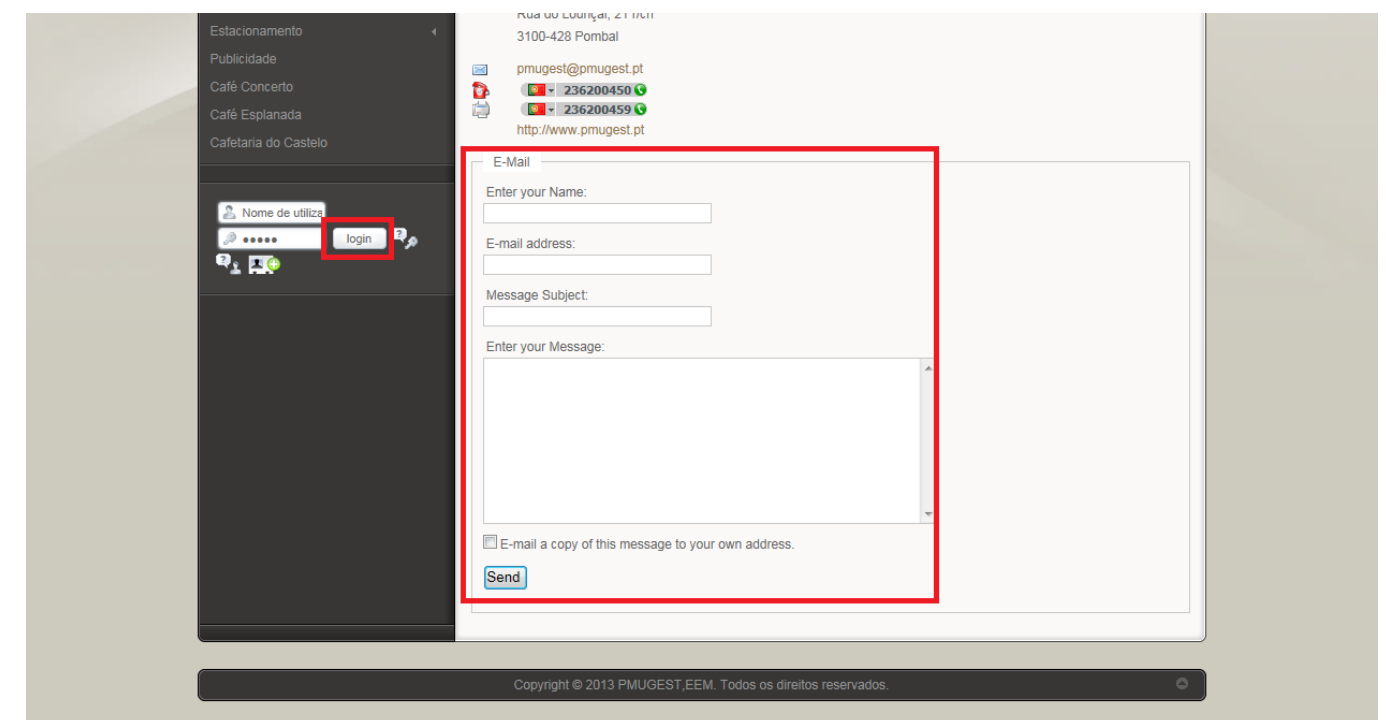 Estacionamento
Publicidade
Café Concerto
Café Esplanada
Cafetaria do Castelo
Nome de utiliza
login
3100-428 Pombal
pmugest@pmugest.pt
236200450
236200459
http://www.pmugest.pt
E-Mail
Enter your Name:
E-mail address:
Message Subject:
Enter your Message:
E-mail a copy of this message to your own address.
Send
Copyright © 2013 PMUGEST,EEM. Todos os direitos reservados.